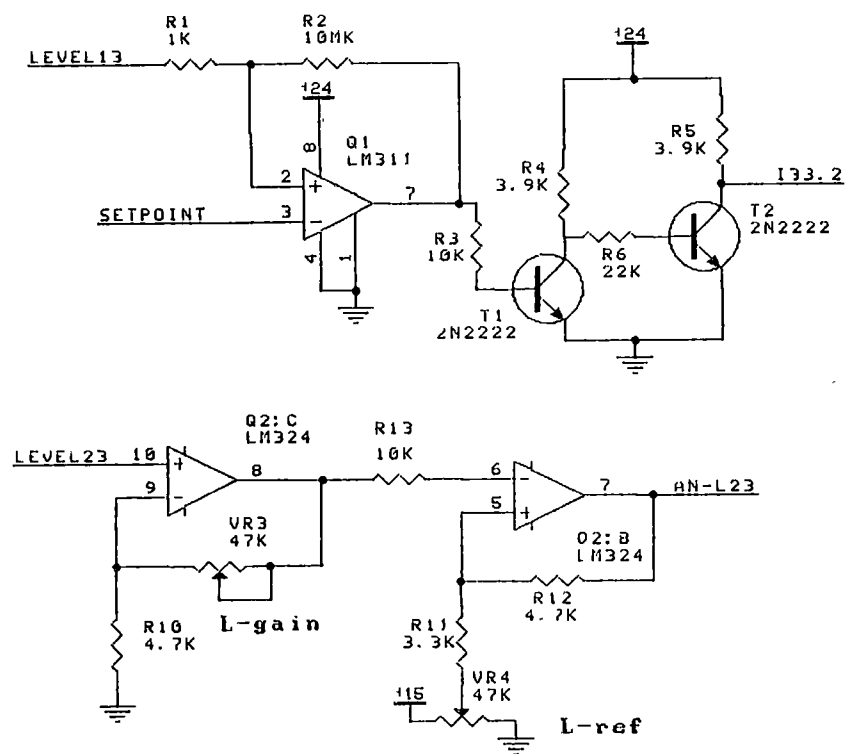 R1
1K
R2
10MK
LEVEL13
+24
Q1
LM311
8
2
+
3
-
7
SETPOINT
4
1
R3
10K
T1
2N2222
+24
R4
3.9K
R5
3.9K
I33.2
T2
2N2222
R6
22K
Q2:C
LM324
LEVEL23
10
+
9
-
8
VR3
47K
L-gain
R10
4.7K
R13
10K
6
-
5
+
7
AN-L23
Q2:B
LM324
R12
4.7K
R11
3.3K
VR4
47K
+15
L-ref